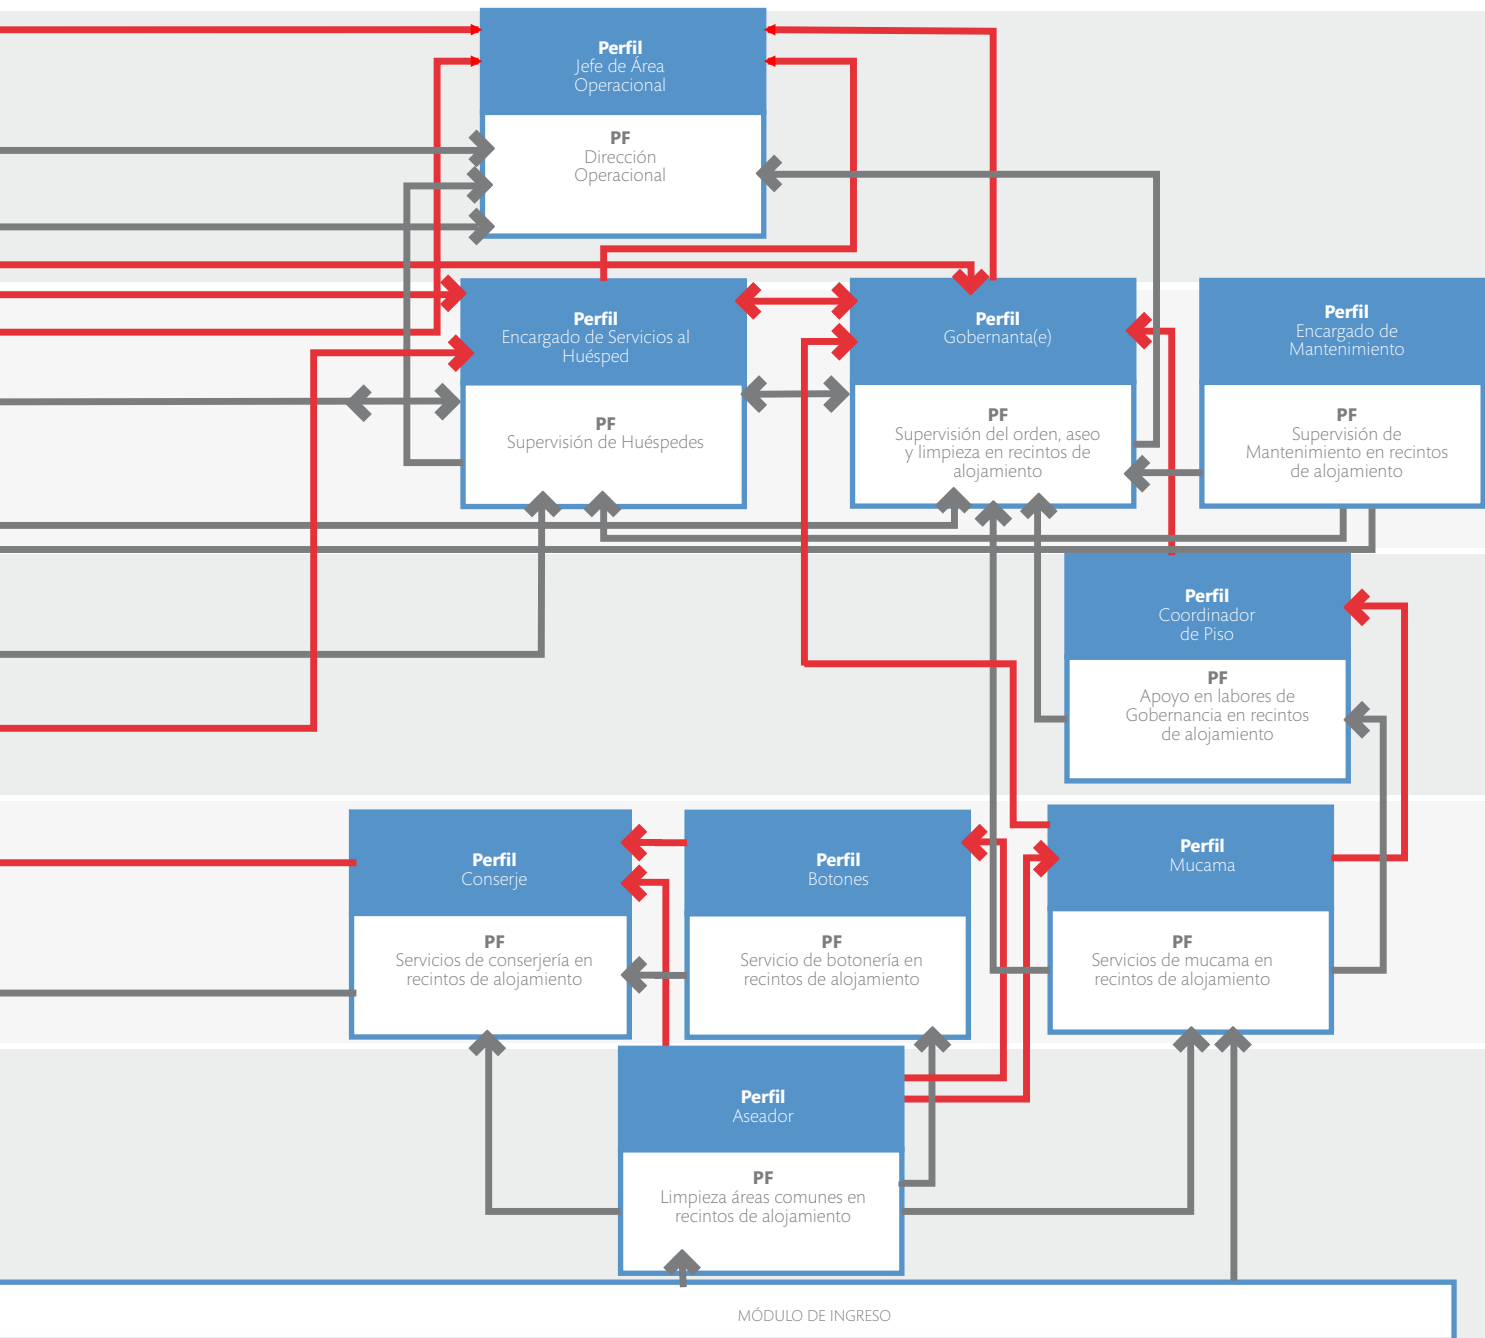 Perfil
Jefe de Área
Operacional
PF
Dirección
Operacional
Perfil
Encargado de Servicios al
Huésped
PF
Supervisión de Huéspedes
Perfil
Gobernanta(e)
PF
Supervisión del orden, aseo
y limpieza en recintos de
alojamiento
Perfil
Encargado de
Mantenimiento
PF
Supervisión de
Mantenimiento en recintos
de alojamiento
Perfil
Coordinador
de Piso
PF
Apoyo en labores de
Gobernancia en recintos
de alojamiento
Perfil
Conserje
PF
Servicios de conserjería en
recintos de alojamiento
Perfil
Botones
PF
Servicio de botonería en
recintos de alojamiento
Perfil
Mucama
PF
Servicios de mucama en
recintos de alojamiento
Perfil
Aseador
PF
Limpieza áreas comunes en
recintos de alojamiento
MÓDULO DE INGRESO